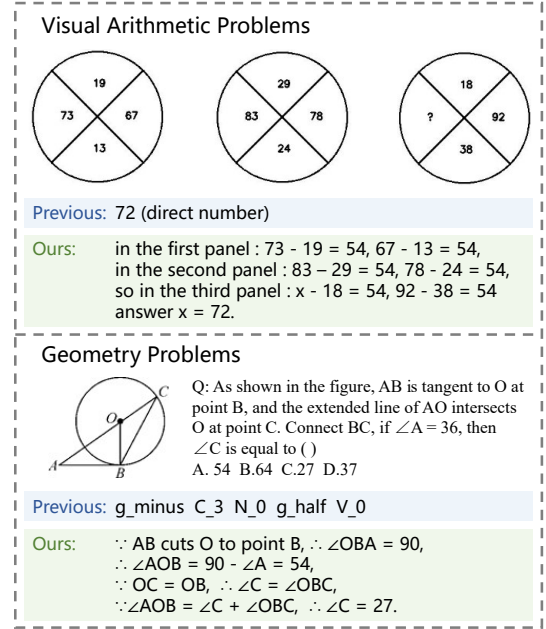 Visual Arithmetic Problems
19
73 67
13
29
83 78
24
18
? 92
38
Previous: 72 (direct number)
Ours: in the first panel : 73 - 19 = 54, 67 - 13 = 54,
in the second panel : 83 – 29 = 54, 78 - 24 = 54,
so in the third panel : x - 18 = 54, 92 - 38 = 54
answer x = 72.
Geometry Problems
C
O
A
B
Q: As shown in the figure, AB is tangent to O at
point B, and the extended line of AO intersects
O at point C. Connect BC, if ∠A = 36, then
∠C is equal to ( )
A. 54 B.64 C.27 D.37
Previous: g_minus C_3 N_0 g_half V_0
Ours: ∵ AB cuts O to point B, ∴ ∠OBA = 90,
∴ ∠AOB = 90 - ∠A = 54,
∵ OC = OB, ∴ ∠C = ∠OBC,
∵∠AOB = ∠C + ∠OBC, ∴ ∠C = 27.